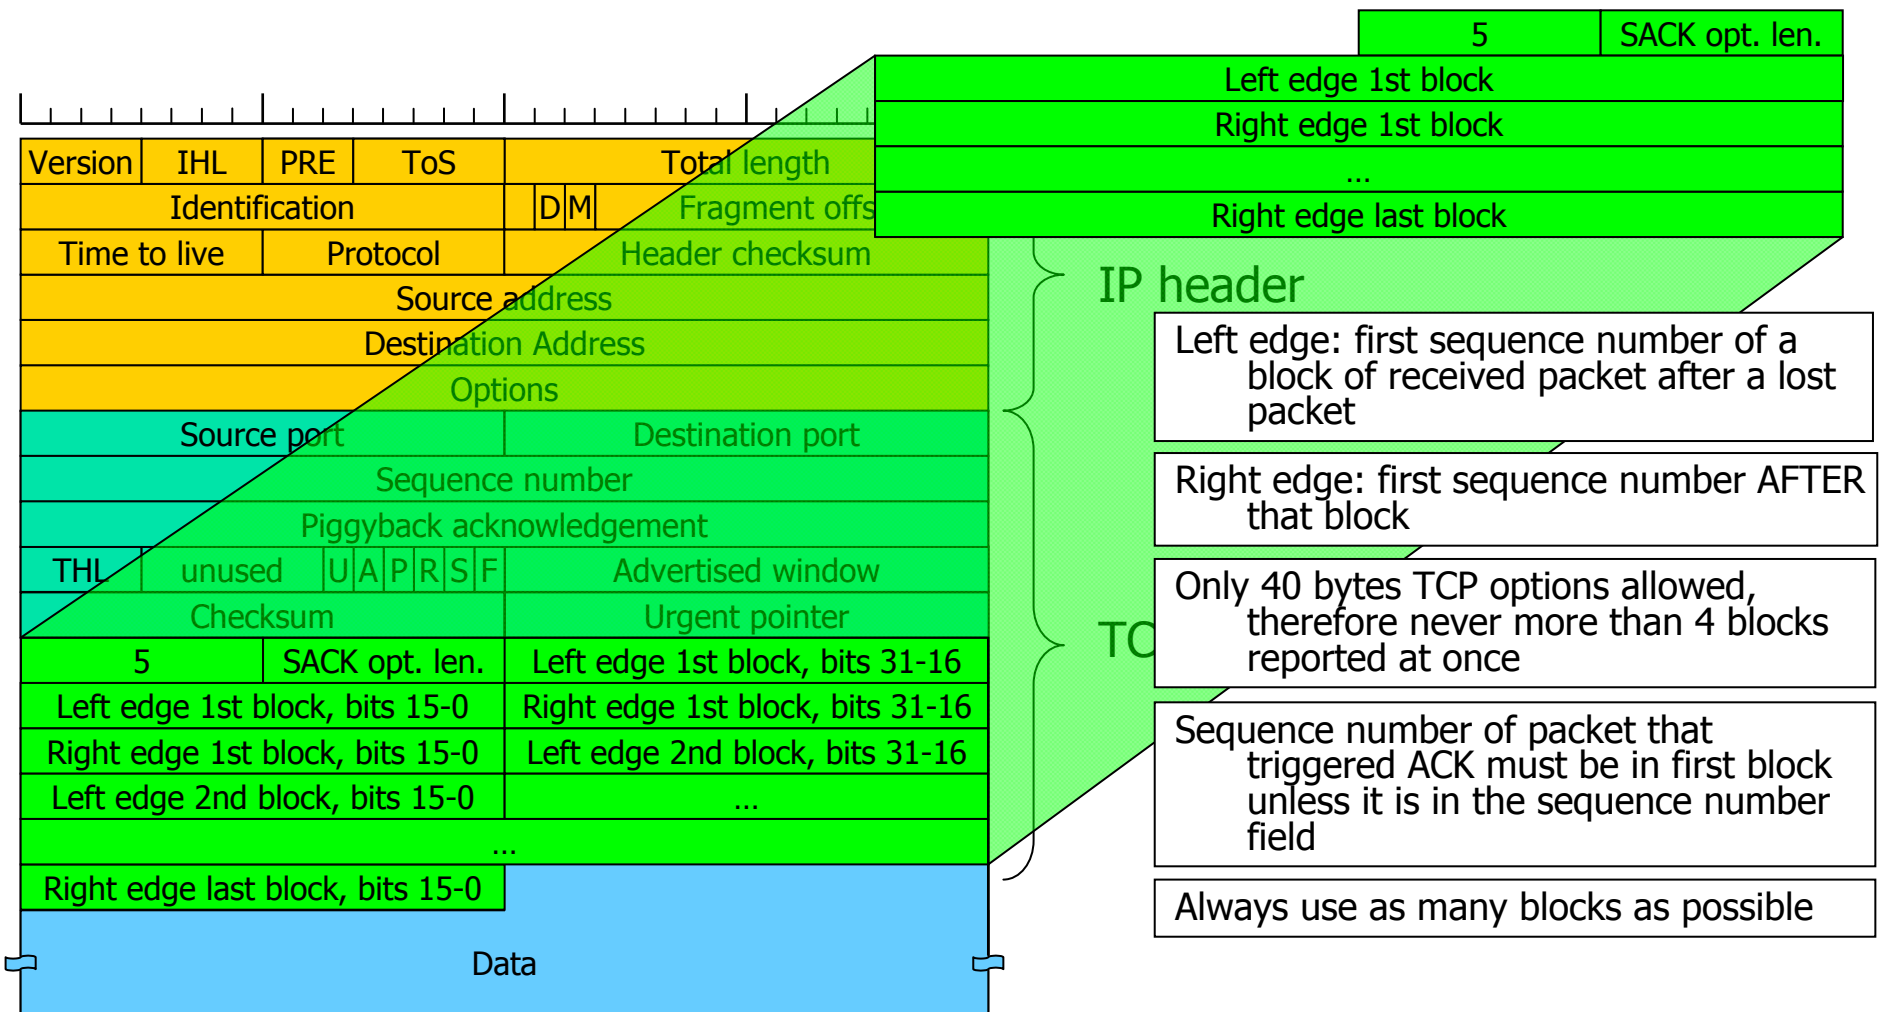 5 SACK opt. len.
Left edge 1st block
Right edge 1st block
...
Right edge last block
Version IHL PRE ToS Total length
Identification D M Fragment offs
Time to live Protocol Header checksum
Source address
Destination Address
Options
Source port Destination port
Sequence number
Piggyback acknowledgement
THL unused U A P R S F Advertised window
Checksum Urgent pointer
5 SACK opt. len. Left edge 1st block, bits 31-16
Left edge 1st block, bits 15-0 Right edge 1st block, bits 31-16
Right edge 1st block, bits 15-0 Left edge 2nd block, bits 31-16
Left edge 2nd block, bits 15-0 ...
...
Right edge last block, bits 15-0
Data
IP header
TC
Left edge: first sequence number of a
block of received packet after a lost
packet
Right edge: first sequence number AFTER
that block
Only 40 bytes TCP options allowed,
therefore never more than 4 blocks
reported at once
Sequence number of packet that
triggered ACK must be in first block
unless it is in the sequence number
field
Always use as many blocks as possible